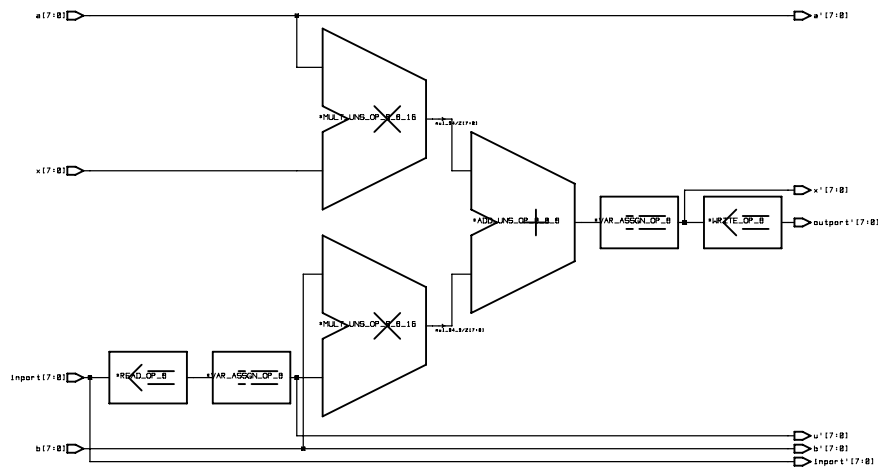 a[7:0]
a'[7:0]
*MULT_UNS_OP_8_8_16
x[7:0]
x'[7:0]
*ADD_UNS_OP_8_8_8
*VAR_ASSGN_OP_8
*WRITE_OP_8
outport'[7:0]
*MULT_UNS_OP_8_8_16
inport[7:0]
*READ_OP_8
*VAR_ASSGN_OP_8
u'[7:0]
b[7:0]
b'[7:0]
inport'[7:0]